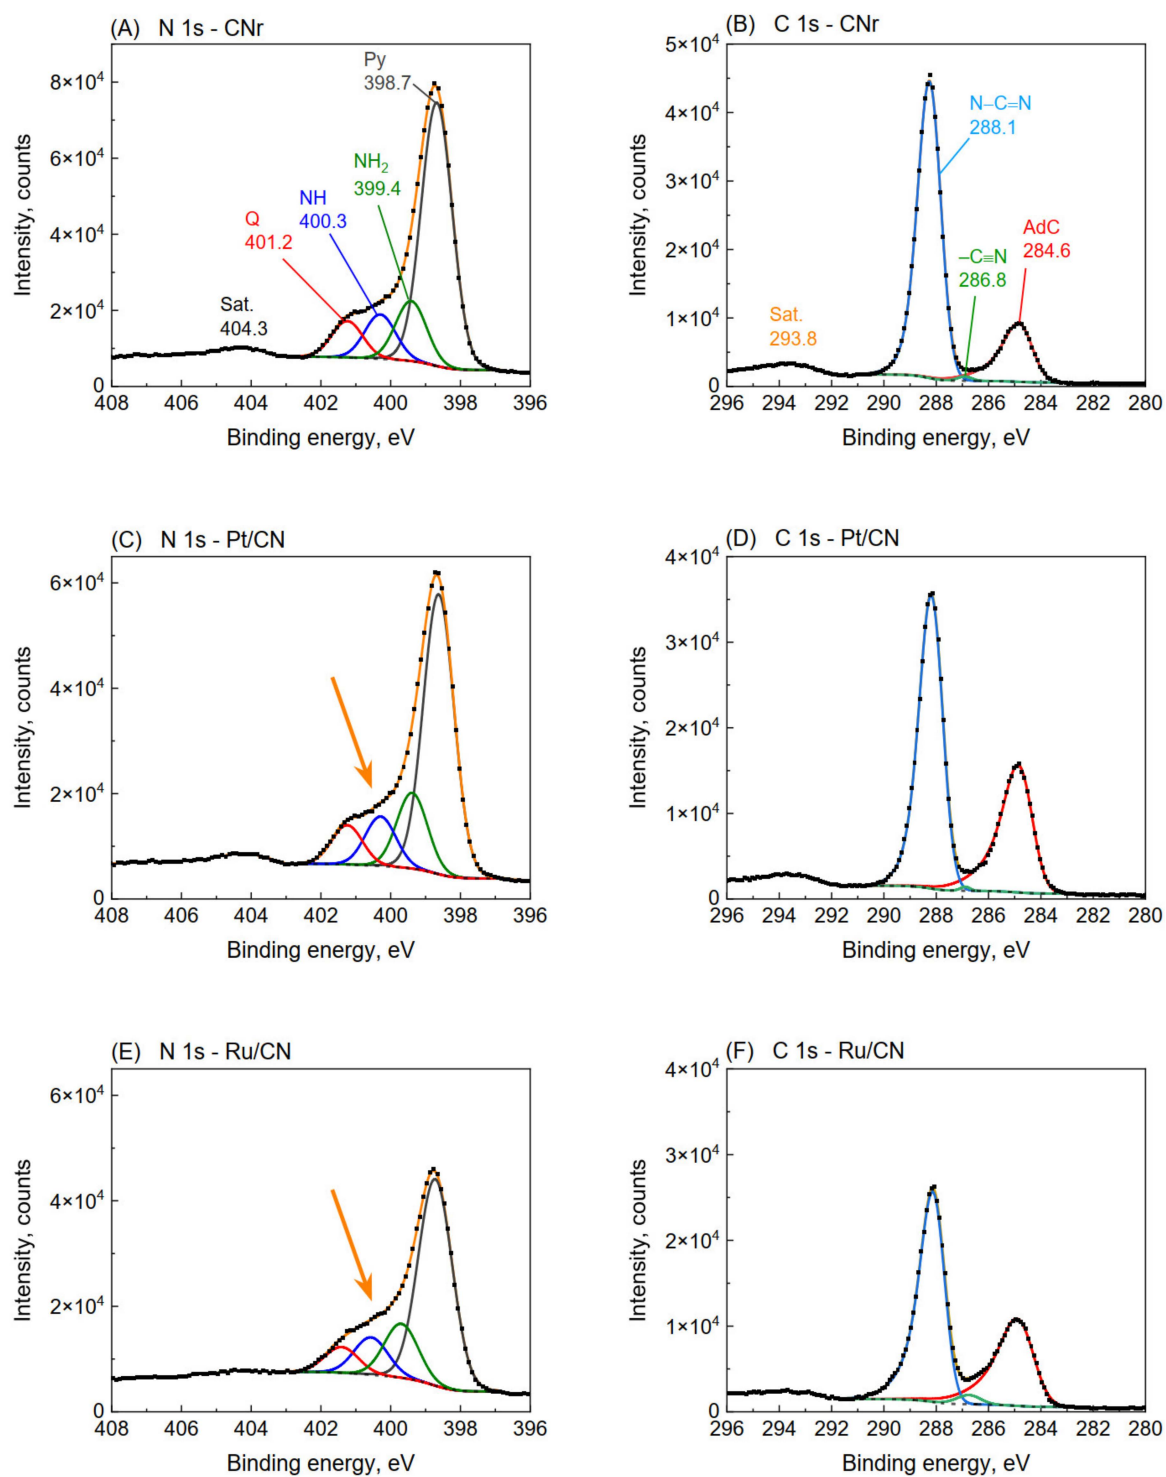 (A) N 1s - CNr
Intensity, counts
8×10⁴
6×10⁴
4×10⁴
2×10⁴
0
Py
398.7
NH₂
399.4
NH
400.3
Q
401.2
Sat.
404.3
408 406 404 402 400 398 396
Binding energy, eV
(B) C 1s - CNr
Intensity, counts
5×10⁴
4×10⁴
3×10⁴
2×10⁴
1×10⁴
0
N–C=N
288.1
AdC
284.6
–C≡N
286.8
Sat.
293.8
296 294 292 290 288 286 284 282 280
Binding energy, eV
(C) N 1s - Pt/CN
Intensity, counts
6×10⁴
4×10⁴
2×10⁴
0
408 406 404 402 400 398 396
Binding energy, eV
(D) C 1s - Pt/CN
Intensity, counts
4×10⁴
3×10⁴
2×10⁴
1×10⁴
0
296 294 292 290 288 286 284 282 280
Binding energy, eV
(E) N 1s - Ru/CN
Intensity, counts
6×10⁴
4×10⁴
2×10⁴
0
408 406 404 402 400 398 396
Binding energy, eV
(F) C 1s - Ru/CN
Intensity, counts
4×10⁴
3×10⁴
2×10⁴
1×10⁴
0
296 294 292 290 288 286 284 282 280
Binding energy, eV